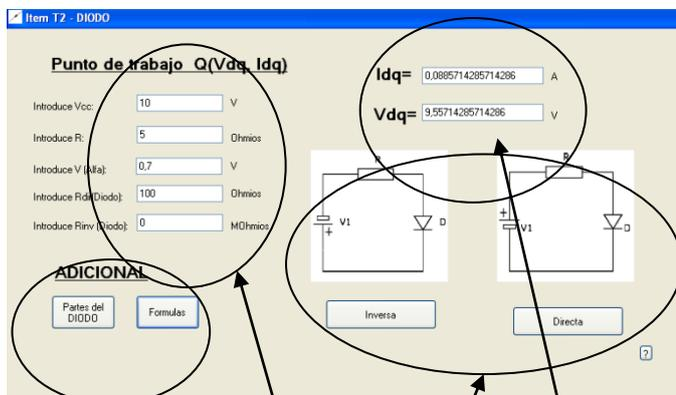 Item T2 - DIODO
Punto de trabajo Q(Vdq, Idq)
Introduce Vcc: 10 V
Introduce R: 5 Ohmios
Introduce V (Alfa): 0,7 V
Introduce Rdir(Diodo): 100 Ohmios
Introduce Rinv (Diodo): 0 MOhmios
Idq= 0,0885714285714286 A
Vdq= 9,55714285714286 V
R
V1
D
+
R
V1
D
+
ADICIONAL
Partes del
DIODO
Formulas
Inversa
Directa
?